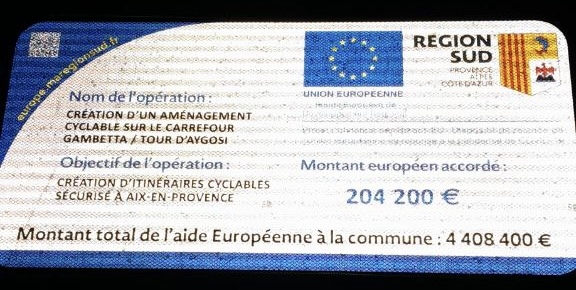 europe.maregionsud.fr
UNION EUROPÉENNE
RÉGION
SUD
PROVENCE
ALPES
CÔTE D'AZUR
Nom de l'opération :
CRÉATION D'UN AMÉNAGEMENT
CYCLABLE SUR LE CARREFOUR
GAMBETTA / TOUR D'AYGOSI
Objectif de l'opération :
CRÉATION D'ITINÉRAIRES CYCLABLES
SÉCURISÉ À AIX-EN-PROVENCE
Montant européen accordé :
204 200 €
Montant total de l'aide Européenne à la commune : 4 408 400 €